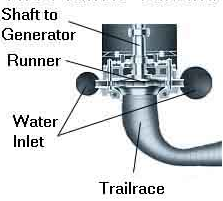 Shaft to
Generator
Runner
Water
Inlet
Trailrace